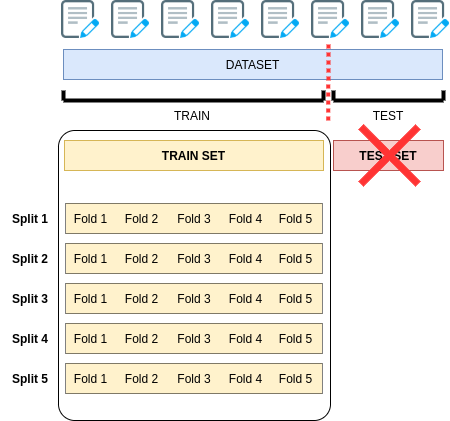 DATASET
TRAIN TEST
TRAIN SET TEST SET
Split 1 Fold 1 Fold 2 Fold 3 Fold 4 Fold 5
Split 2 Fold 1 Fold 2 Fold 3 Fold 4 Fold 5
Split 3 Fold 1 Fold 2 Fold 3 Fold 4 Fold 5
Split 4 Fold 1 Fold 2 Fold 3 Fold 4 Fold 5
Split 5 Fold 1 Fold 2 Fold 3 Fold 4 Fold 5